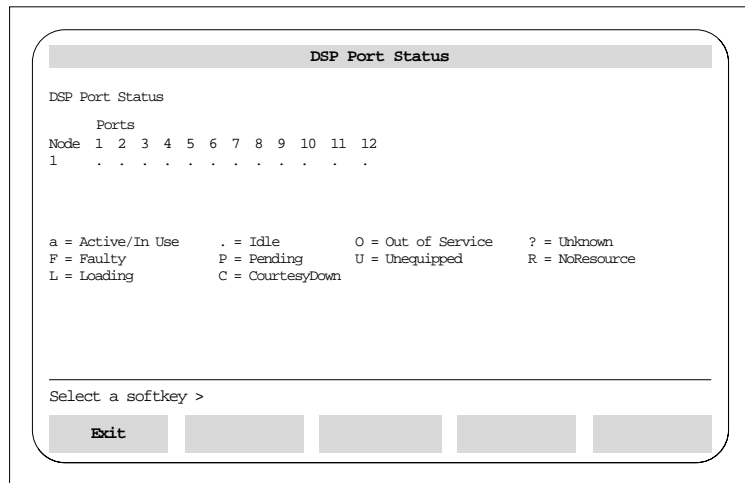 DSP Port Status
DSP Port Status
Ports
Node 1 2 3 4 5 6 7 8 9 10 11 12
1 . . . . . . . . . . . .
a = Active/In Use . = Idle O = Out of Service ? = Unknown
F = Faulty P = Pending U = Unequipped R = NoResource
L = Loading C = CourtesyDown
Select a softkey >
Exit